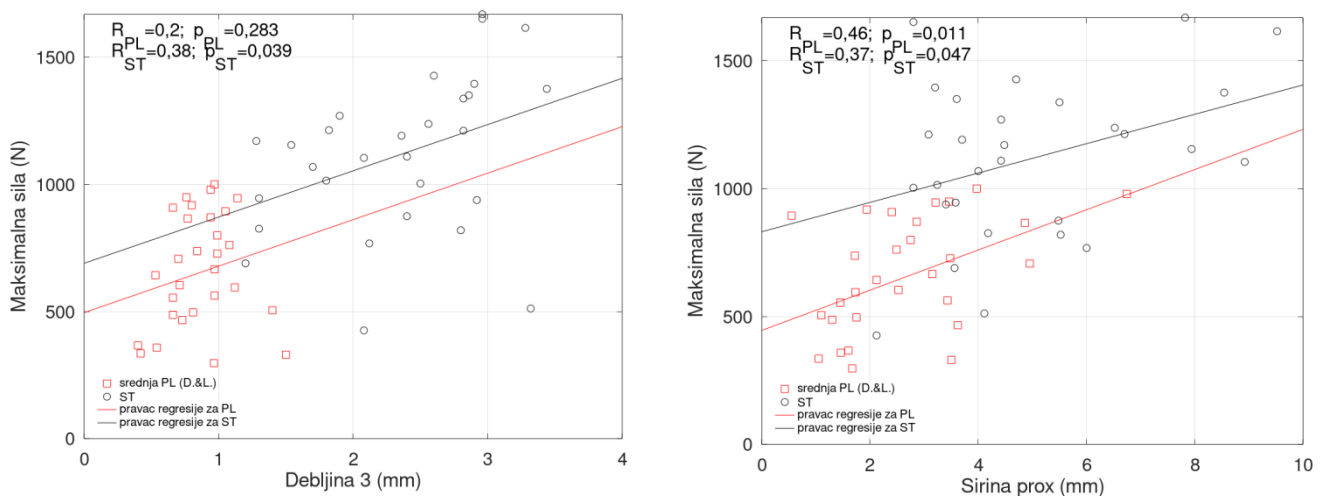 R_PL=0,2; p_PL=0,283
R_ST=0,38; p_ST=0,039
1500
1000
500
0
Maksimalna sila (N)
srednja PL (D.&L.)
ST
pravac regresije za PL
pravac regresije za ST
0 1 2 3 4
Debljina 3 (mm)
R_PL=0,46; p_PL=0,011
R_ST=0,37; p_ST=0,047
1500
1000
500
0
Maksimalna sila (N)
srednja PL (D.&L.)
ST
pravac regresije za PL
pravac regresije za ST
0 2 4 6 8 10
Sirina prox (mm)